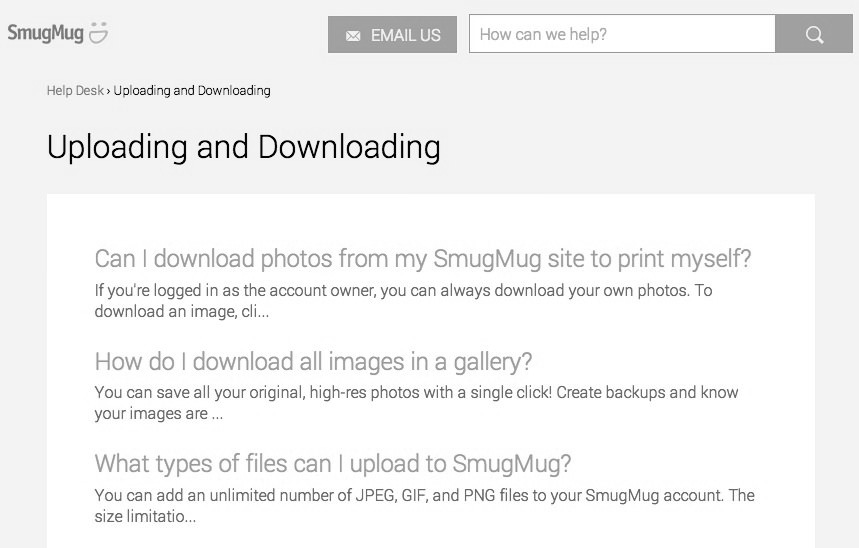 SmugMug
EMAIL US
How can we help?
Help Desk › Uploading and Downloading
Uploading and Downloading
Can I download photos from my SmugMug site to print myself?
If you're logged in as the account owner, you can always download your own photos. To
download an image, cli...
How do I download all images in a gallery?
You can save all your original, high-res photos with a single click! Create backups and know
your images are ...
What types of files can I upload to SmugMug?
You can add an unlimited number of JPEG, GIF, and PNG files to your SmugMug account. The
size limitatio...